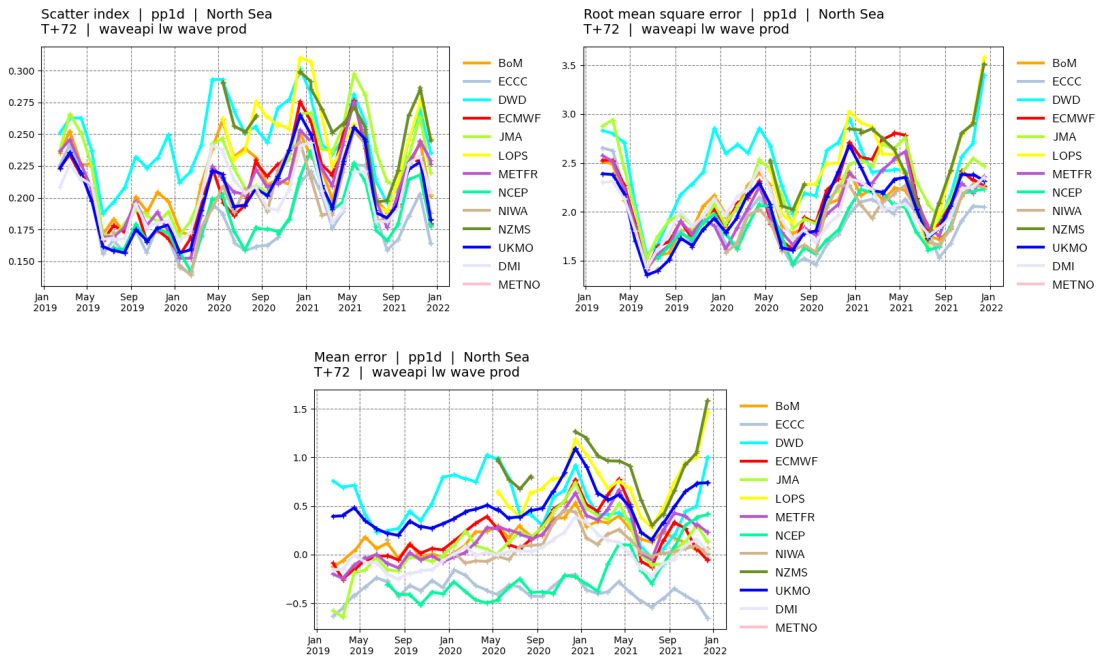 Scatter index | pp1d | North Sea
T+72 | waveapi lw wave prod
0.300
0.275
0.250
0.225
0.200
0.175
0.150
Jan 2019
May 2019
Sep 2019
Jan 2020
May 2020
Sep 2020
Jan 2021
May 2021
Sep 2021
Jan 2022
BoM
ECCC
DWD
ECMWF
JMA
LOPS
METFR
NCEP
NIWA
NZMS
UKMO
DMI
METNO
Root mean square error | pp1d | North Sea
T+72 | waveapi lw wave prod
3.5
3.0
2.5
2.0
1.5
Jan 2019
May 2019
Sep 2019
Jan 2020
May 2020
Sep 2020
Jan 2021
May 2021
Sep 2021
Jan 2022
BoM
ECCC
DWD
ECMWF
JMA
LOPS
METFR
NCEP
NIWA
NZMS
UKMO
DMI
METNO
Mean error | pp1d | North Sea
T+72 | waveapi lw wave prod
1.5
1.0
0.5
0.0
−0.5
Jan 2019
May 2019
Sep 2019
Jan 2020
May 2020
Sep 2020
Jan 2021
May 2021
Sep 2021
Jan 2022
BoM
ECCC
DWD
ECMWF
JMA
LOPS
METFR
NCEP
NIWA
NZMS
UKMO
DMI
METNO